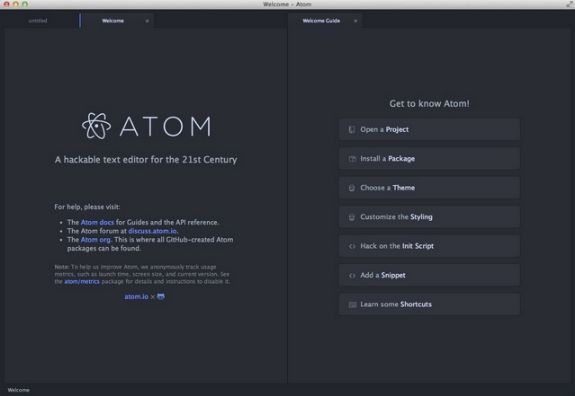 Welcome - Atom
untitled
Welcome
Welcome Guide
ATOM
A hackable text editor for the 21st Century
For help, please visit:
• The Atom docs for Guides and the API reference.
• The Atom forum at discuss.atom.io.
• The Atom org. This is where all GitHub-created Atom
packages can be found.
Note: To help us improve Atom, we anonymously track usage
metrics, such as launch time, screen size, and current version. See
the atom/metrics package for details and instructions to disable it.
atom.io ×
Get to know Atom!
Open a Project
Install a Package
Choose a Theme
Customize the Styling
Hack on the Init Script
Add a Snippet
Learn some Shortcuts
Welcome